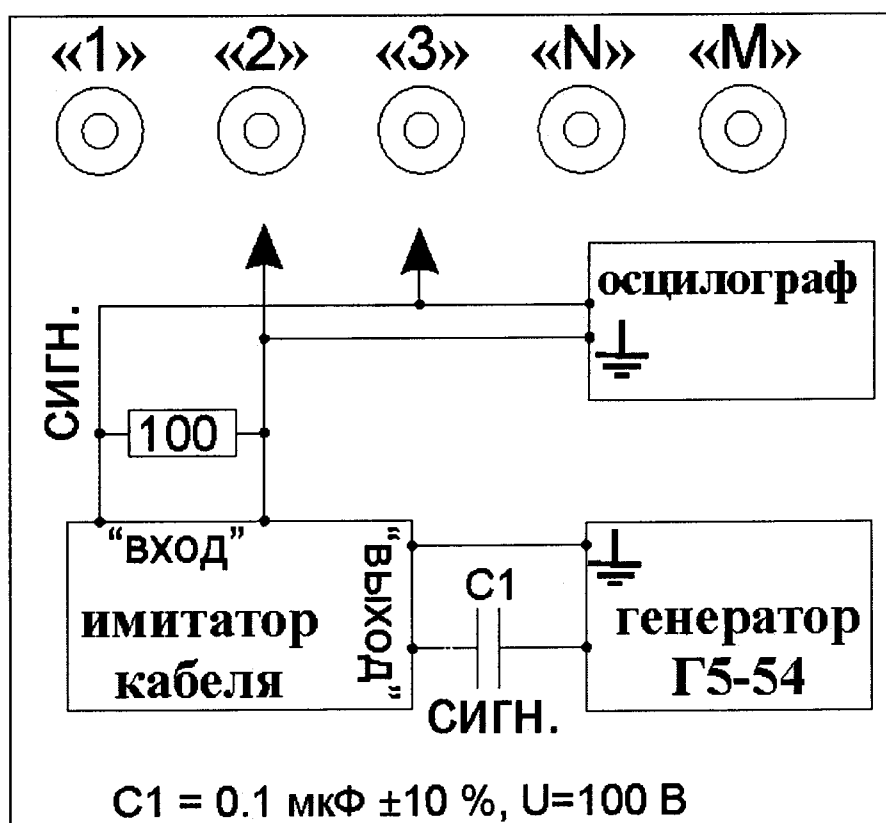 «1» «2» «3» «N» «M»
осцилограф
СИГН.
100
“ВХОД”
“ВЫХОД”
C1
имитатор
кабеля
генератор
Г5-54
СИГН.
C1 = 0.1 мкФ ±10 %, U=100 В